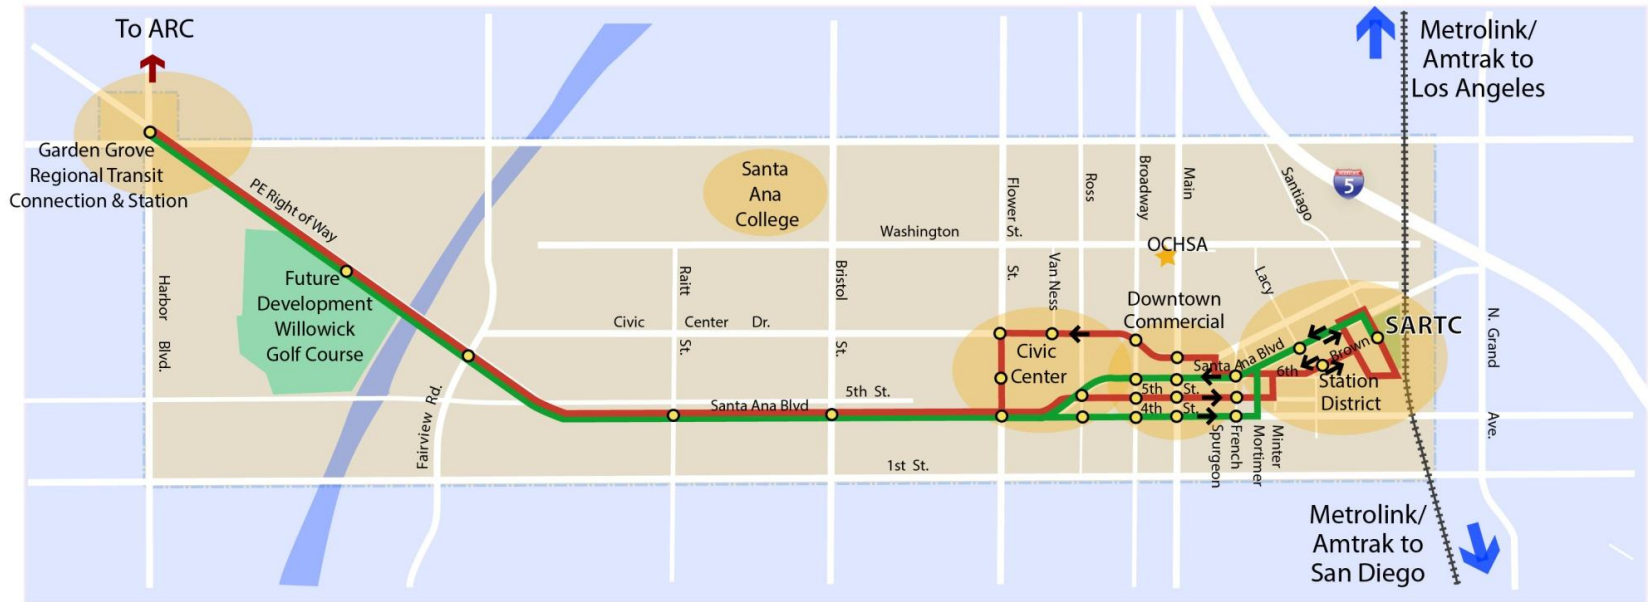 To ARC
Metrolink/
Amtrak to
Los Angeles
Garden Grove
Regional Transit
Connection & Station
PE Right of Way
Santa
Ana
College
Flower
St.
Ross
Broadway
Main
Santiago
5
Washington
OCHSA
Harbor
Blvd.
Future
Development
Willowick
Golf Course
Raitt
St.
Bristol
St.
St.
Van Ness
Lacy
N. Grand
Ave.
Downtown
Commercial
Civic Center Dr.
Civic
Center
SARTC
Santa Ana Blvd
Brown
6th
Station
District
5th St.
4th St.
Santa Ana Blvd
5th St.
Fairview Rd.
1st St.
Spurgeon
French
Mortimer
Minter
Metrolink/
Amtrak to
San Diego